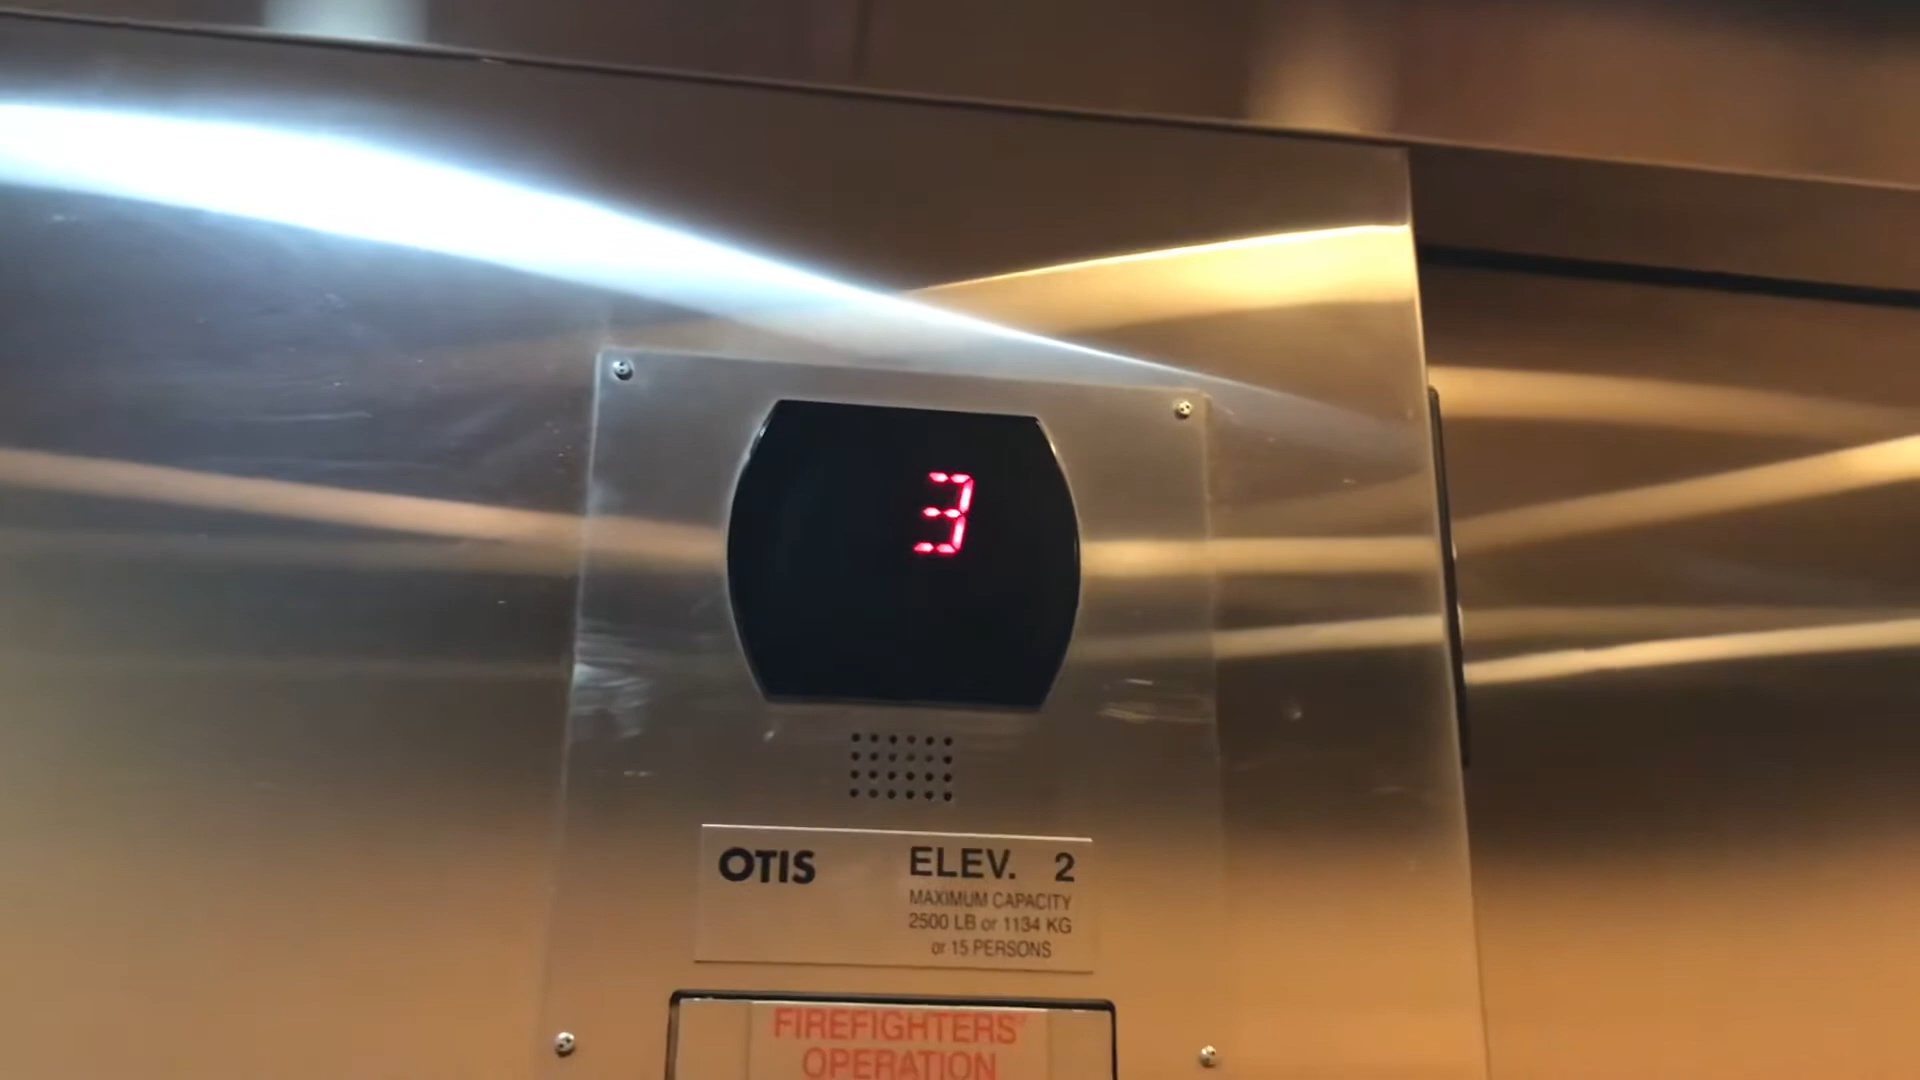 3
OTIS ELEV. 2
MAXIMUM CAPACITY
2500 LB or 1134 KG
or 15 PERSONS
FIREFIGHTERS'
OPERATION